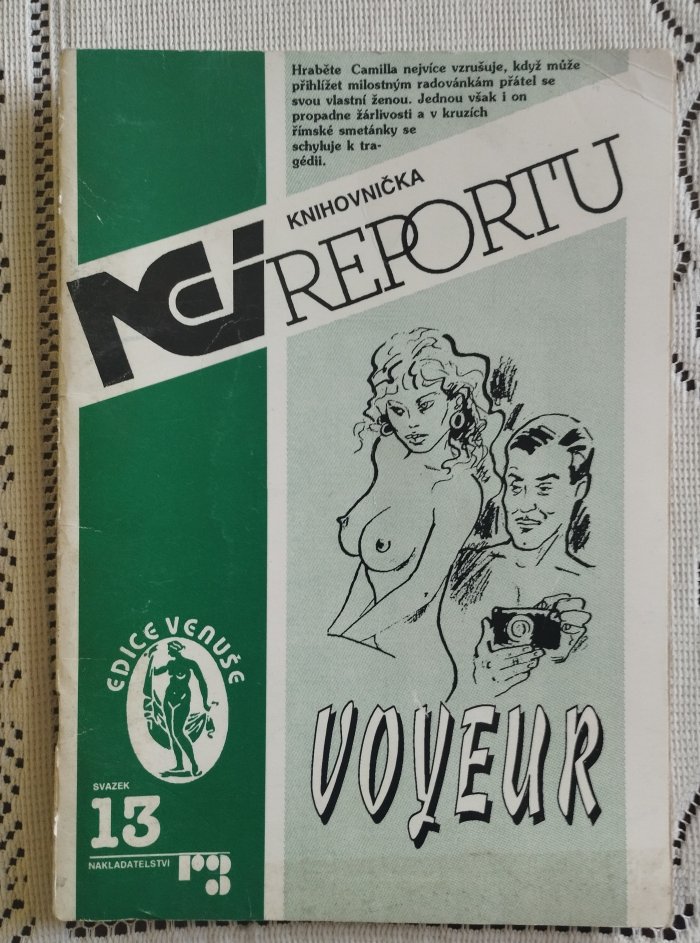 Hraběte Camilla nejvíce vzrušuje, když může
přihlížet milostným radovánkám přátel se
svou vlastní ženou. Jednou však i on
propadne žárlivosti a v kruzích
římské smetánky se
schyluje k tra-
gédii.
KNIHOVNIČKA
NEI REPORTU
VOYEUR
EDICE VENUŠE
SVAZEK
13
NAKLADATELSTVÍ